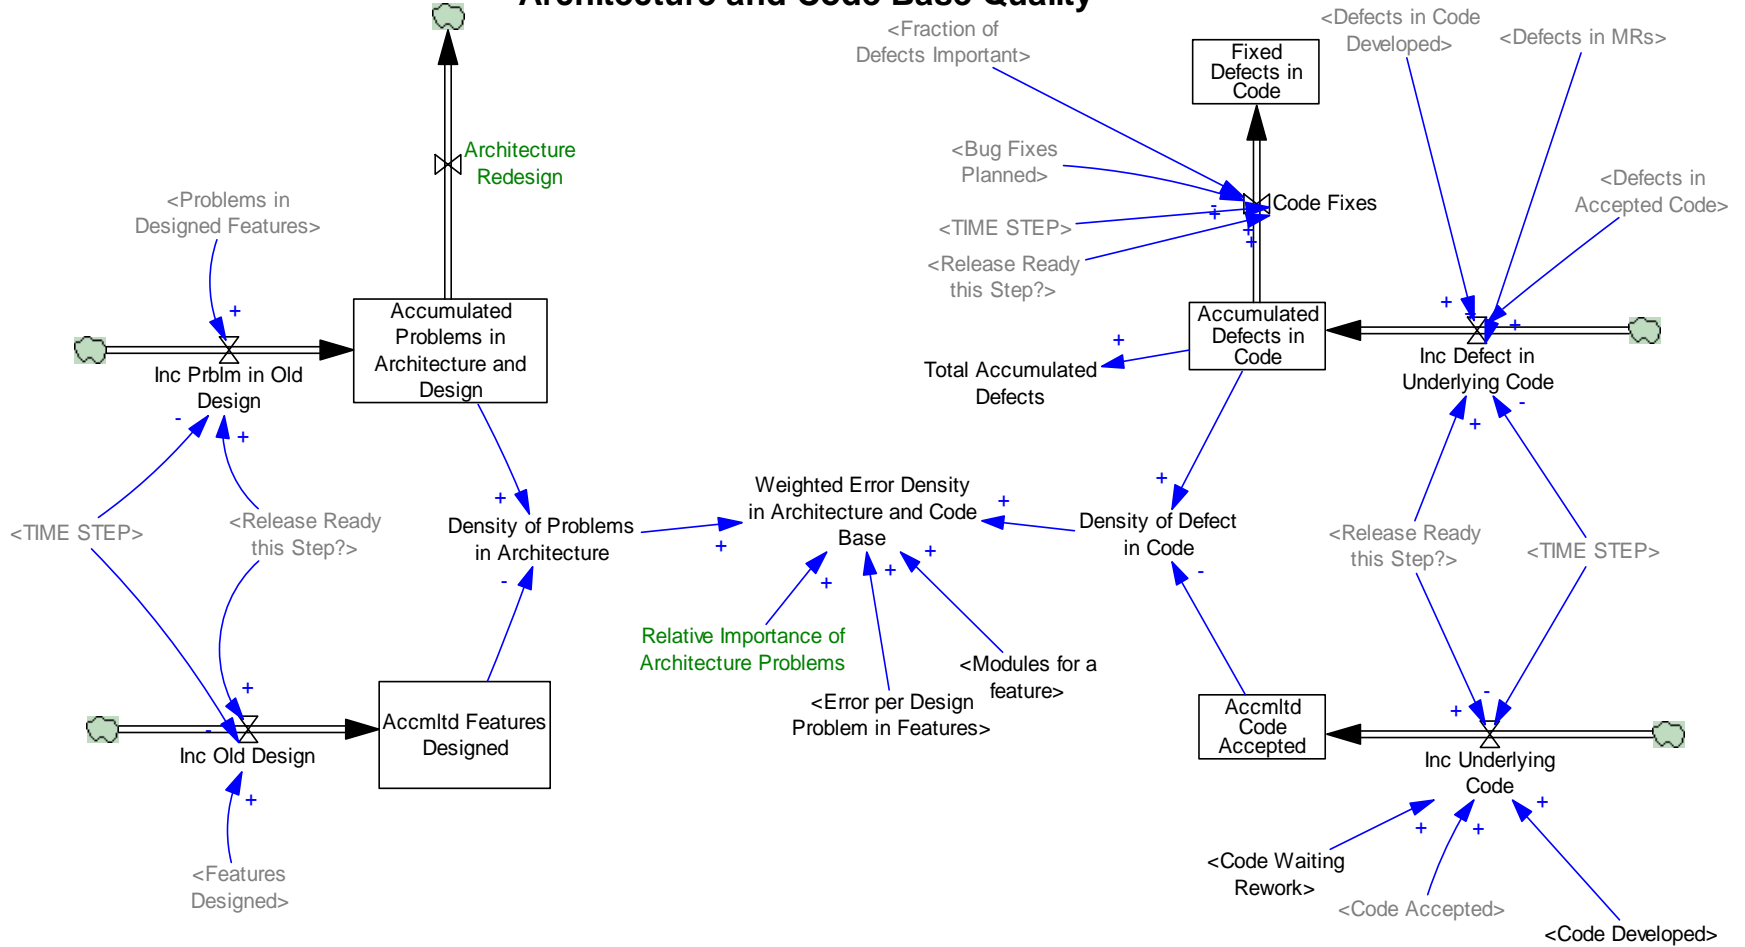 Architecture and Code Base Quality
<Fraction of
Defects Important>
Fixed
Defects in
Code
<Defects in Code
Developed>
<Defects in MRs>
Architecture
Redesign
<Bug Fixes
Planned>
<Problems in
Designed Features>
<TIME STEP>
Code Fixes
<Defects in
Accepted Code>
<Release Ready
this Step?>
Accumulated
Problems in
Architecture and
Design
Accumulated
Defects in
Code
Inc Prblm in Old
Design
Total Accumulated
Defects
Inc Defect in
Underlying Code
<TIME STEP>
<Release Ready
this Step?>
Density of Problems
in Architecture
Weighted Error Density
in Architecture and Code
Base
Density of Defect
in Code
<Release Ready
this Step?>
<TIME STEP>
Relative Importance of
Architecture Problems
<Error per Design
Problem in Features>
<Modules for a
feature>
Accmltd Features
Designed
Accmltd
Code
Accepted
Inc Old Design
Inc Underlying
Code
<Features
Designed>
<Code Waiting
Rework>
<Code Accepted>
<Code Developed>